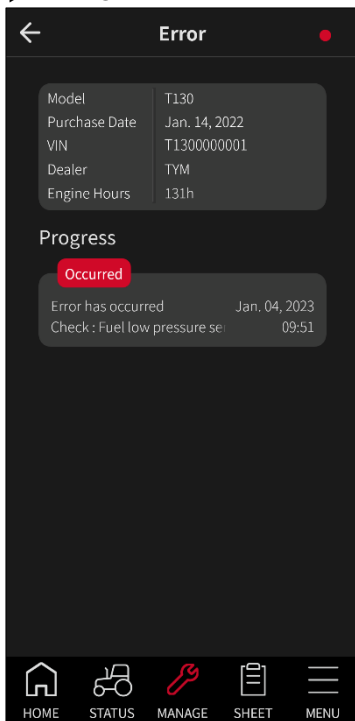 Error
Model T130
Purchase Date Jan. 14, 2022
VIN T1300000001
Dealer TYM
Engine Hours 131h
Progress
Occurred
Error has occurred Jan. 04, 2023
Check : Fuel low pressure 09:51
HOME STATUS MANAGE SHEET MENU